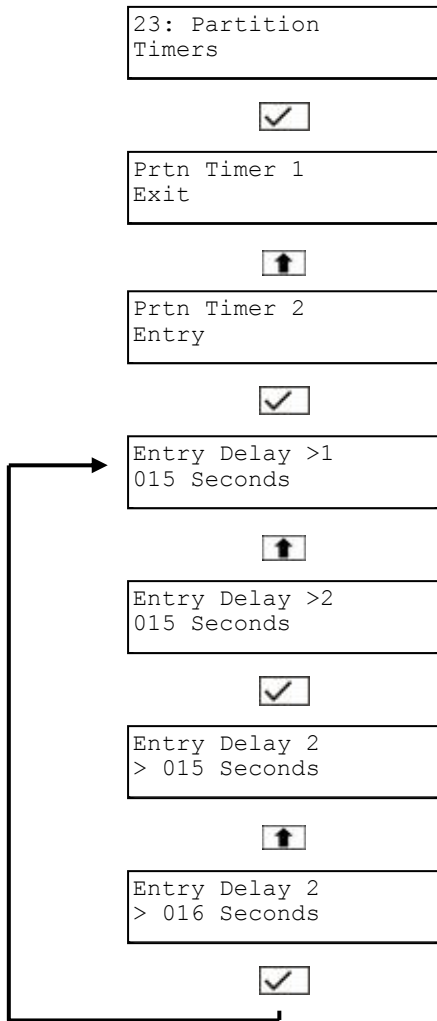 23: Partition
Timers
Prtn Timer 1
Exit
Prtn Timer 2
Entry
Entry Delay >1
015 Seconds
Entry Delay >2
015 Seconds
Entry Delay 2
> 015 Seconds
Entry Delay 2
> 016 Seconds